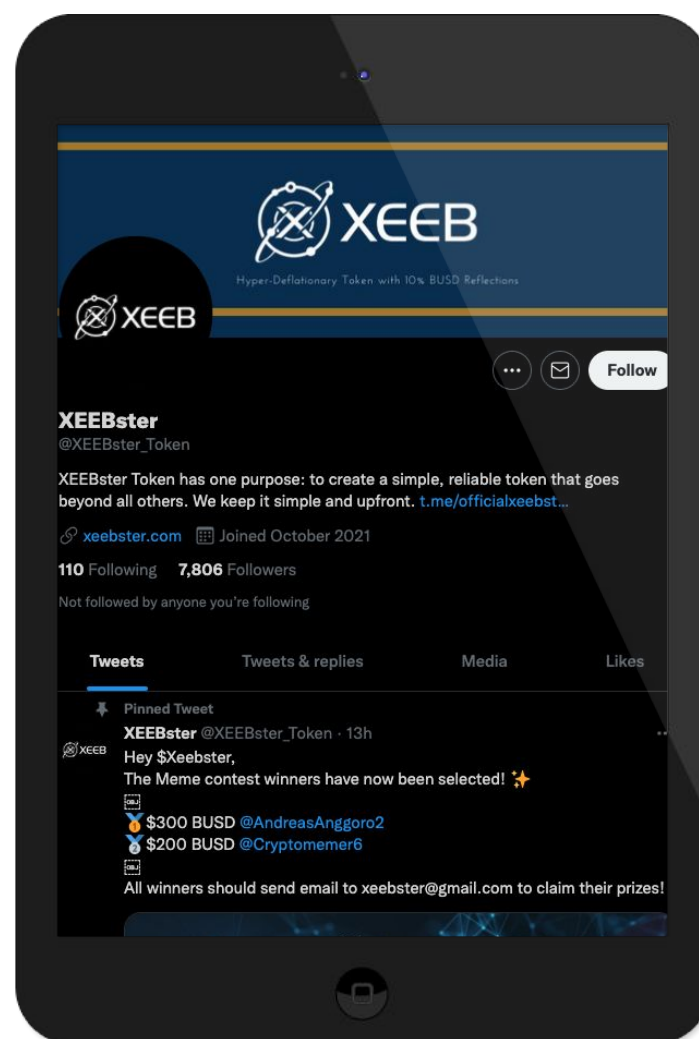 XEEB
Hyper-Deflationary Token with 10% BUSD Reflections
XEEB
Follow
XEEBster
@XEEBster_Token
XEEBster Token has one purpose: to create a simple, reliable token that goes
beyond all others. We keep it simple and upfront. t.me/officialxeebst...
xeebster.com Joined October 2021
110 Following 7,806 Followers
Not followed by anyone you're following
Tweets Tweets & replies Media Likes
Pinned Tweet
XEEBster @XEEBster_Token · 13h
XEEB
Hey $Xeebster,
The Meme contest winners have now been selected! ✨
OBJ
🥇$300 BUSD @AndreasAnggoro2
🥈$200 BUSD @Cryptomemer6
OBJ
All winners should send email to xeebster@gmail.com to claim their prizes!